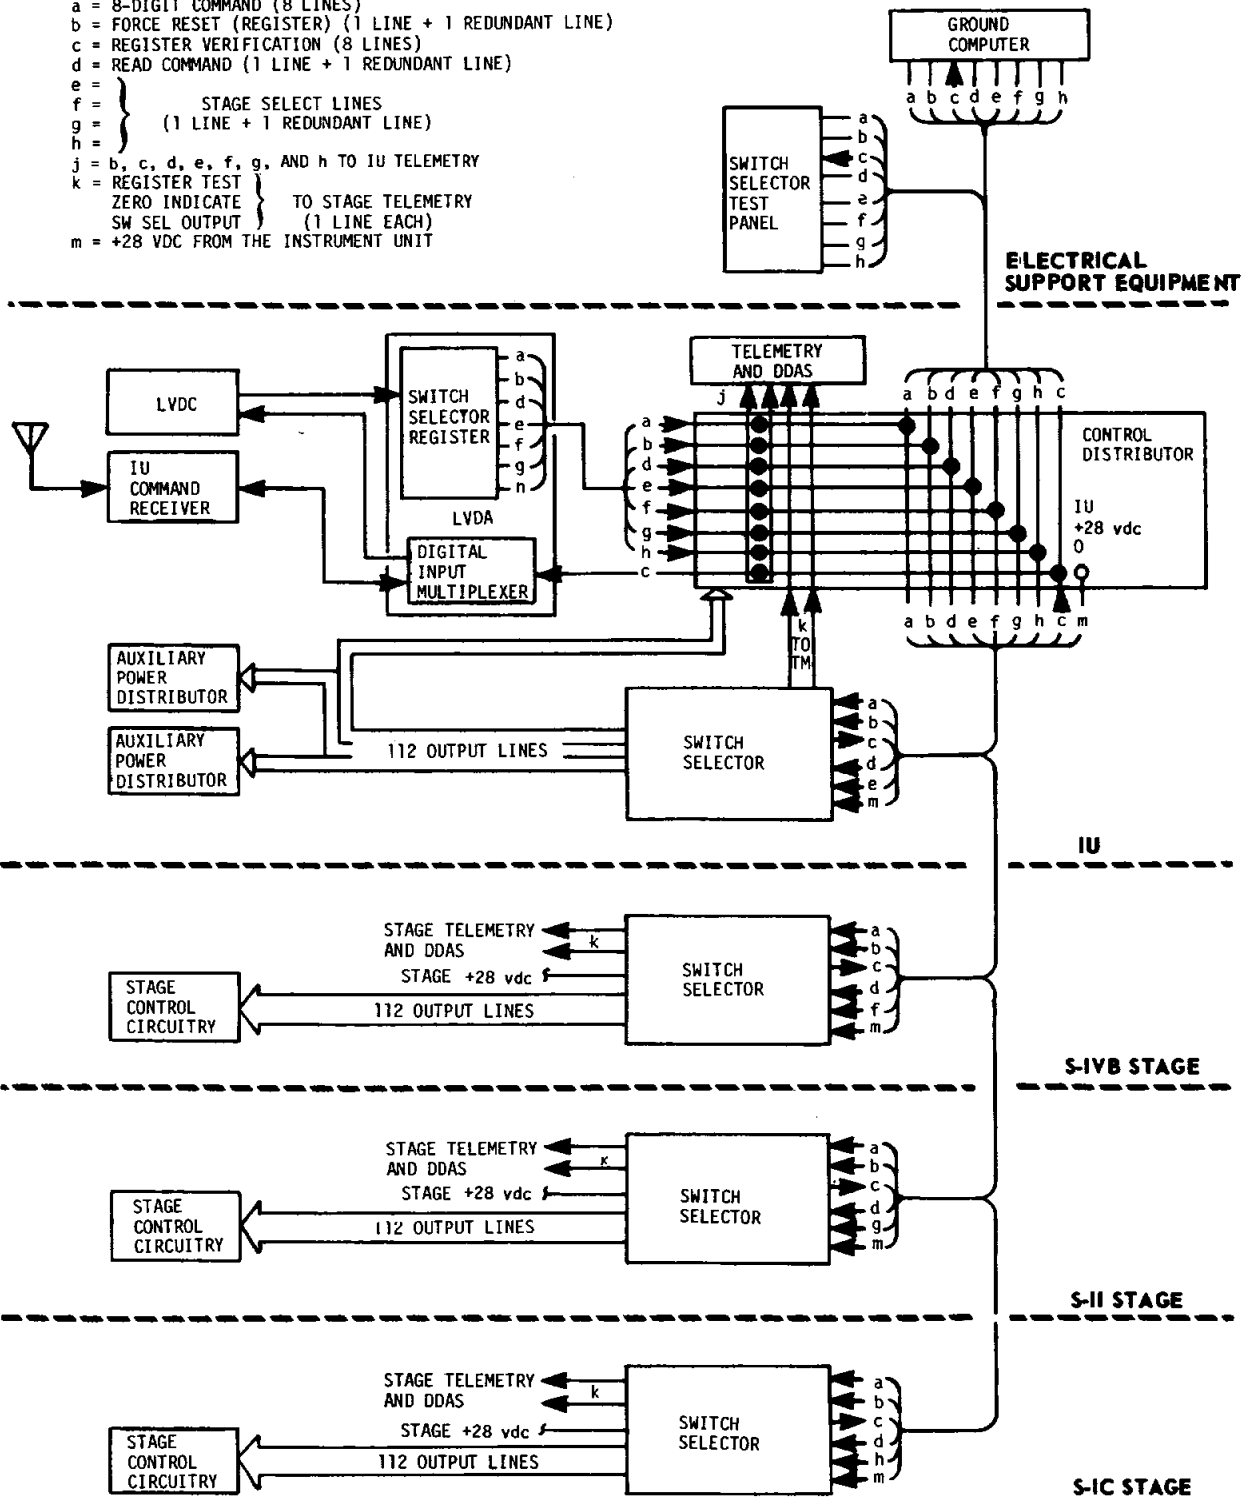 a = 8-DIGIT COMMAND (8 LINES)
b = FORCE RESET (REGISTER) (1 LINE + 1 REDUNDANT LINE)
c = REGISTER VERIFICATION (8 LINES)
d = READ COMMAND (1 LINE + 1 REDUNDANT LINE)
e =
f = STAGE SELECT LINES
g = (1 LINE + 1 REDUNDANT LINE)
h =
j = b, c, d, e, f, g, AND h TO IU TELEMETRY
k = REGISTER TEST
ZERO INDICATE TO STAGE TELEMETRY
SW SEL OUTPUT (1 LINE EACH)
m = +28 VDC FROM THE INSTRUMENT UNIT
GROUND
COMPUTER
a b c d e f g h
SWITCH
SELECTOR
TEST
PANEL
a
b
c
d
e
f
g
h
ELECTRICAL
SUPPORT EQUIPMENT
LVDC
IU
COMMAND
RECEIVER
SWITCH
SELECTOR
REGISTER
a
b
d
e
f
g
h
LVDA
DIGITAL
INPUT
MULTIPLEXER
TELEMETRY
AND DDAS
j
a
b
d
e
f
g
h
c
a b d e f g h c
CONTROL
DISTRIBUTOR
IU
+28 vdc
O
a b d e f g h c m
k
TO
TM
AUXILIARY
POWER
DISTRIBUTOR
AUXILIARY
POWER
DISTRIBUTOR
112 OUTPUT LINES
SWITCH
SELECTOR
a
b
c
d
e
m
IU
STAGE TELEMETRY
AND DDAS
k
STAGE +28 vdc
112 OUTPUT LINES
STAGE
CONTROL
CIRCUITRY
SWITCH
SELECTOR
a
b
c
d
f
m
S-IVB STAGE
STAGE TELEMETRY
AND DDAS
k
STAGE +28 vdc
112 OUTPUT LINES
STAGE
CONTROL
CIRCUITRY
SWITCH
SELECTOR
a
b
c
d
g
m
S-II STAGE
STAGE TELEMETRY
AND DDAS
k
STAGE +28 vdc
112 OUTPUT LINES
STAGE
CONTROL
CIRCUITRY
SWITCH
SELECTOR
a
b
c
d
h
m
S-IC STAGE